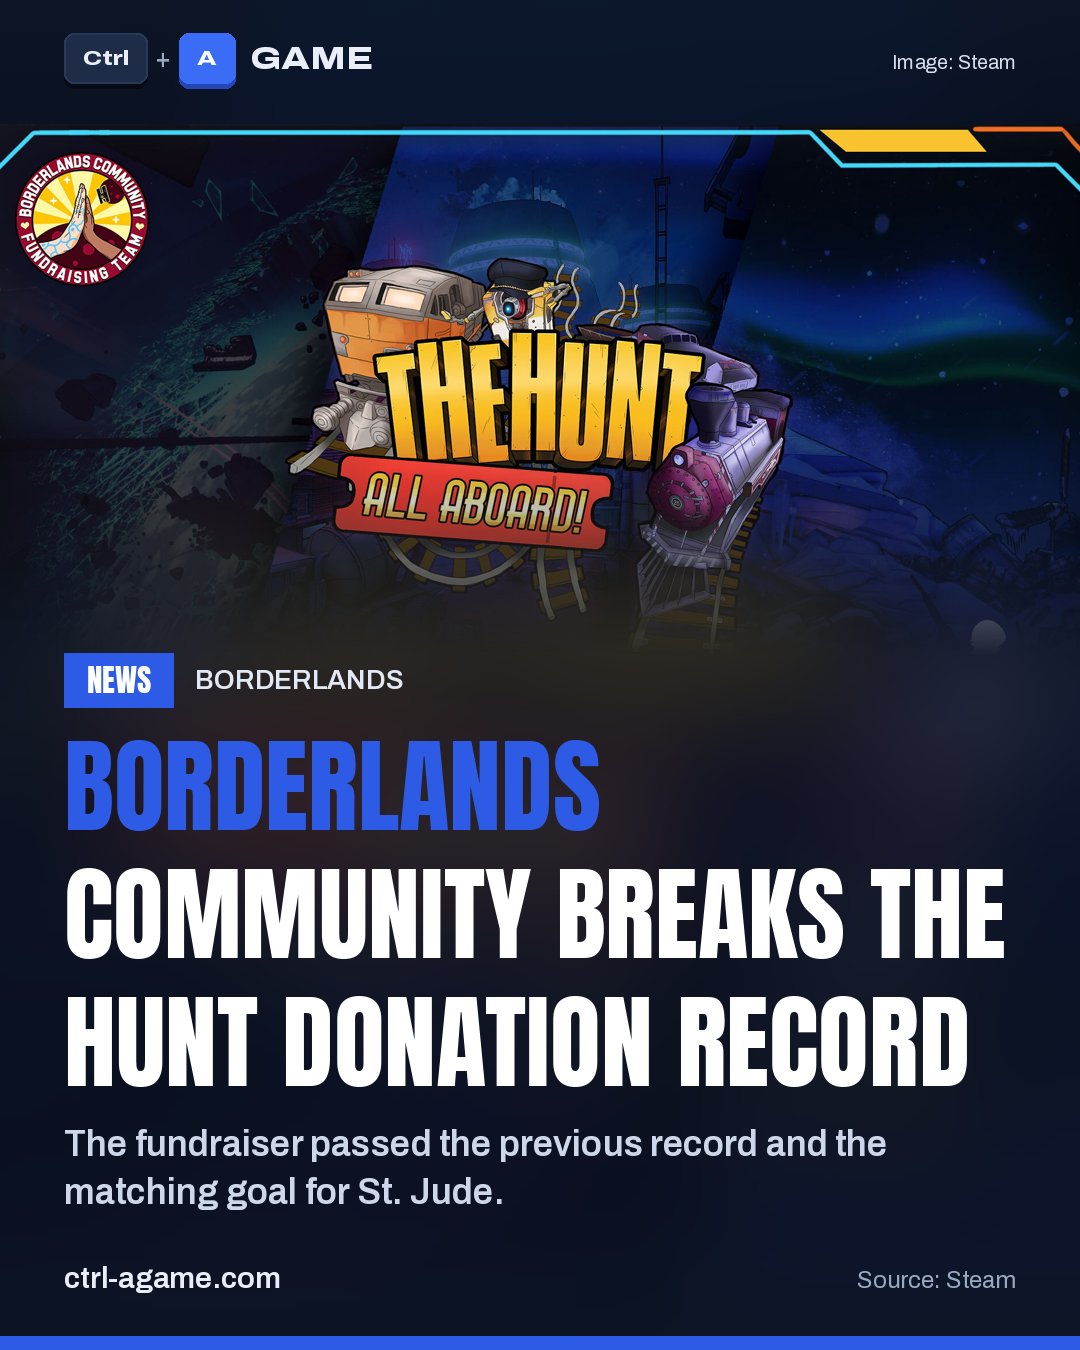 Ctrl + A GAME
Image: Steam
BORDERLANDS COMMUNITY
FUNDRAISING TEAM
THE HUNT
ALL ABOARD!
NEWS BORDERLANDS
BORDERLANDS
COMMUNITY BREAKS THE
HUNT DONATION RECORD
The fundraiser passed the previous record and the
matching goal for St. Jude.
ctrl-agame.com
Source: Steam